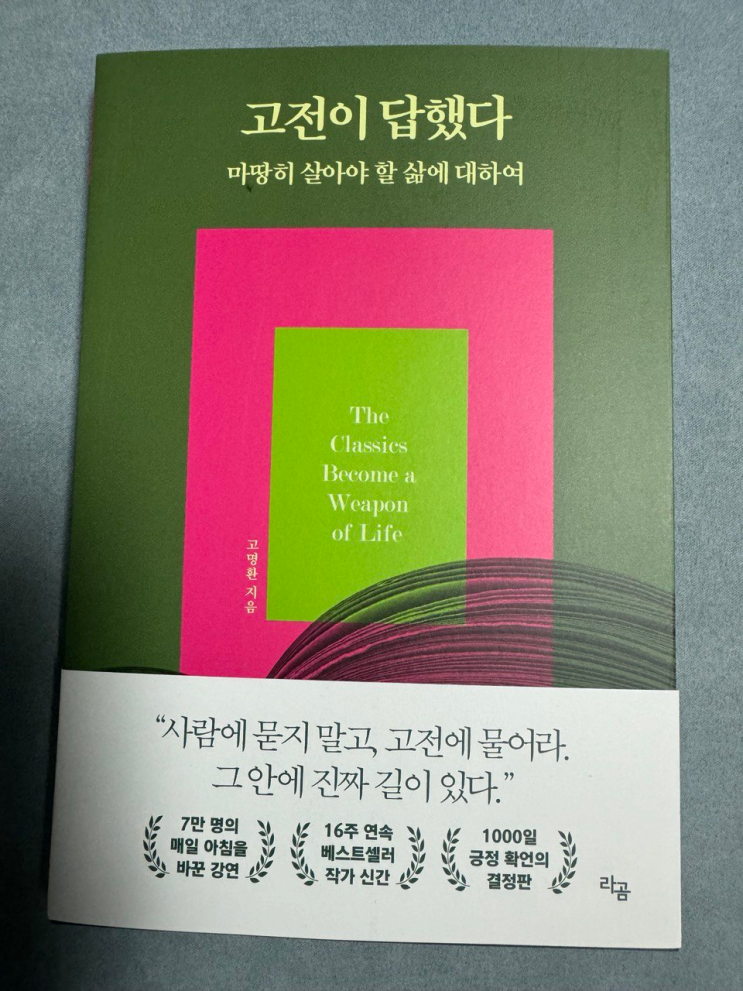 고전이 답했다
마땅히 살아야 할 삶에 대하여
The
Classics
Become a
Weapon
of Life
고명환 지음
“사람에 묻지 말고, 고전에 물어라.
그 안에 진짜 길이 있다.”
7만 명의
매일 아침을
바꾼 강연
16주 연속
베스트셀러
작가 신간
1000일
긍정 확언의
결정판
라곰